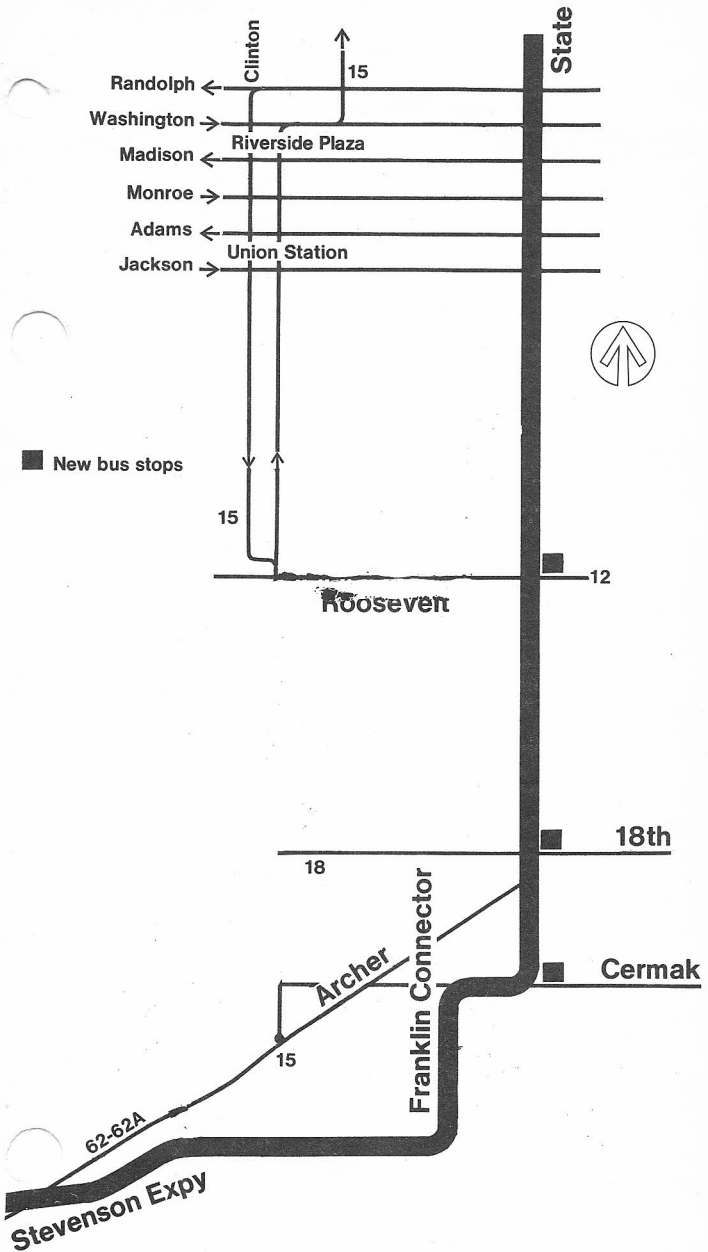 Clinton
State
15
Randolph
Washington
Riverside Plaza
Madison
Monroe
Adams
Union Station
Jackson
New bus stops
15
12
Roosevelt
18th
18
Franklin Connector
Archer
Cermak
15
62-62A
Stevenson Expy